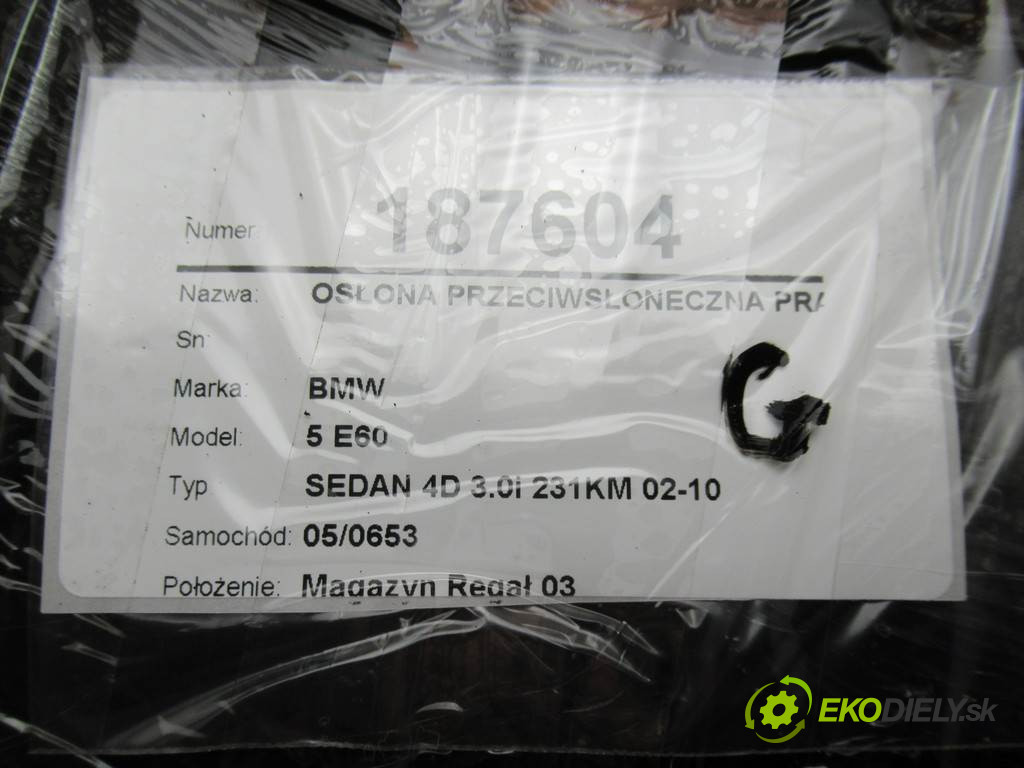 Numer: 187604
Nazwa: OSŁONA PRZECIWSŁONECZNA PRA
Sn:
Marka: BMW
Model: 5 E60
Typ SEDAN 4D 3.0i 231KM 02-10
Samochód: 05/0653
Położenie: Magazyn Regał 03
G
EKODIELY.sk